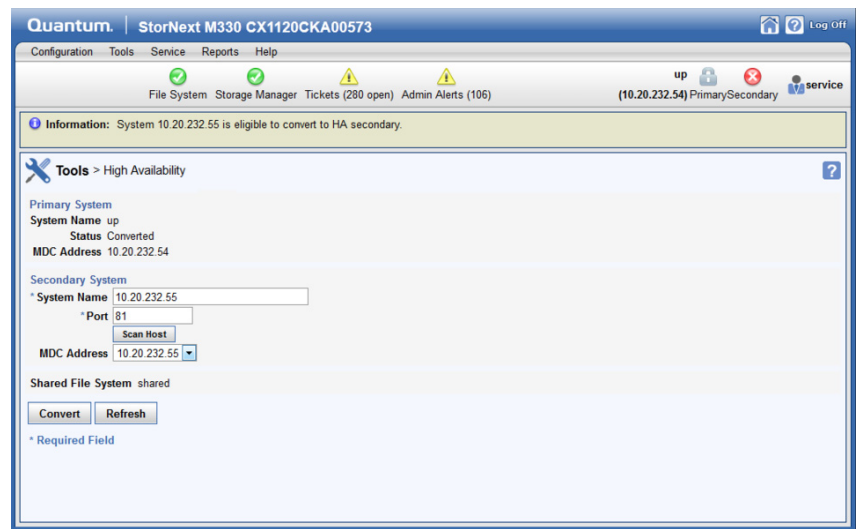 Quantum. | StorNext M330 CX1120CKA00573 Log Off
Configuration Tools Service Reports Help
up
File System Storage Manager Tickets (280 open) Admin Alerts (106) (10.20.232.54) Primary Secondary service
Information: System 10.20.232.55 is eligible to convert to HA secondary.
Tools > High Availability ?
Primary System
System Name up
Status Converted
MDC Address 10.20.232.54
Secondary System
* System Name 10.20.232.55
* Port 81
Scan Host
MDC Address 10.20.232.55
Shared File System shared
Convert Refresh
* Required Field